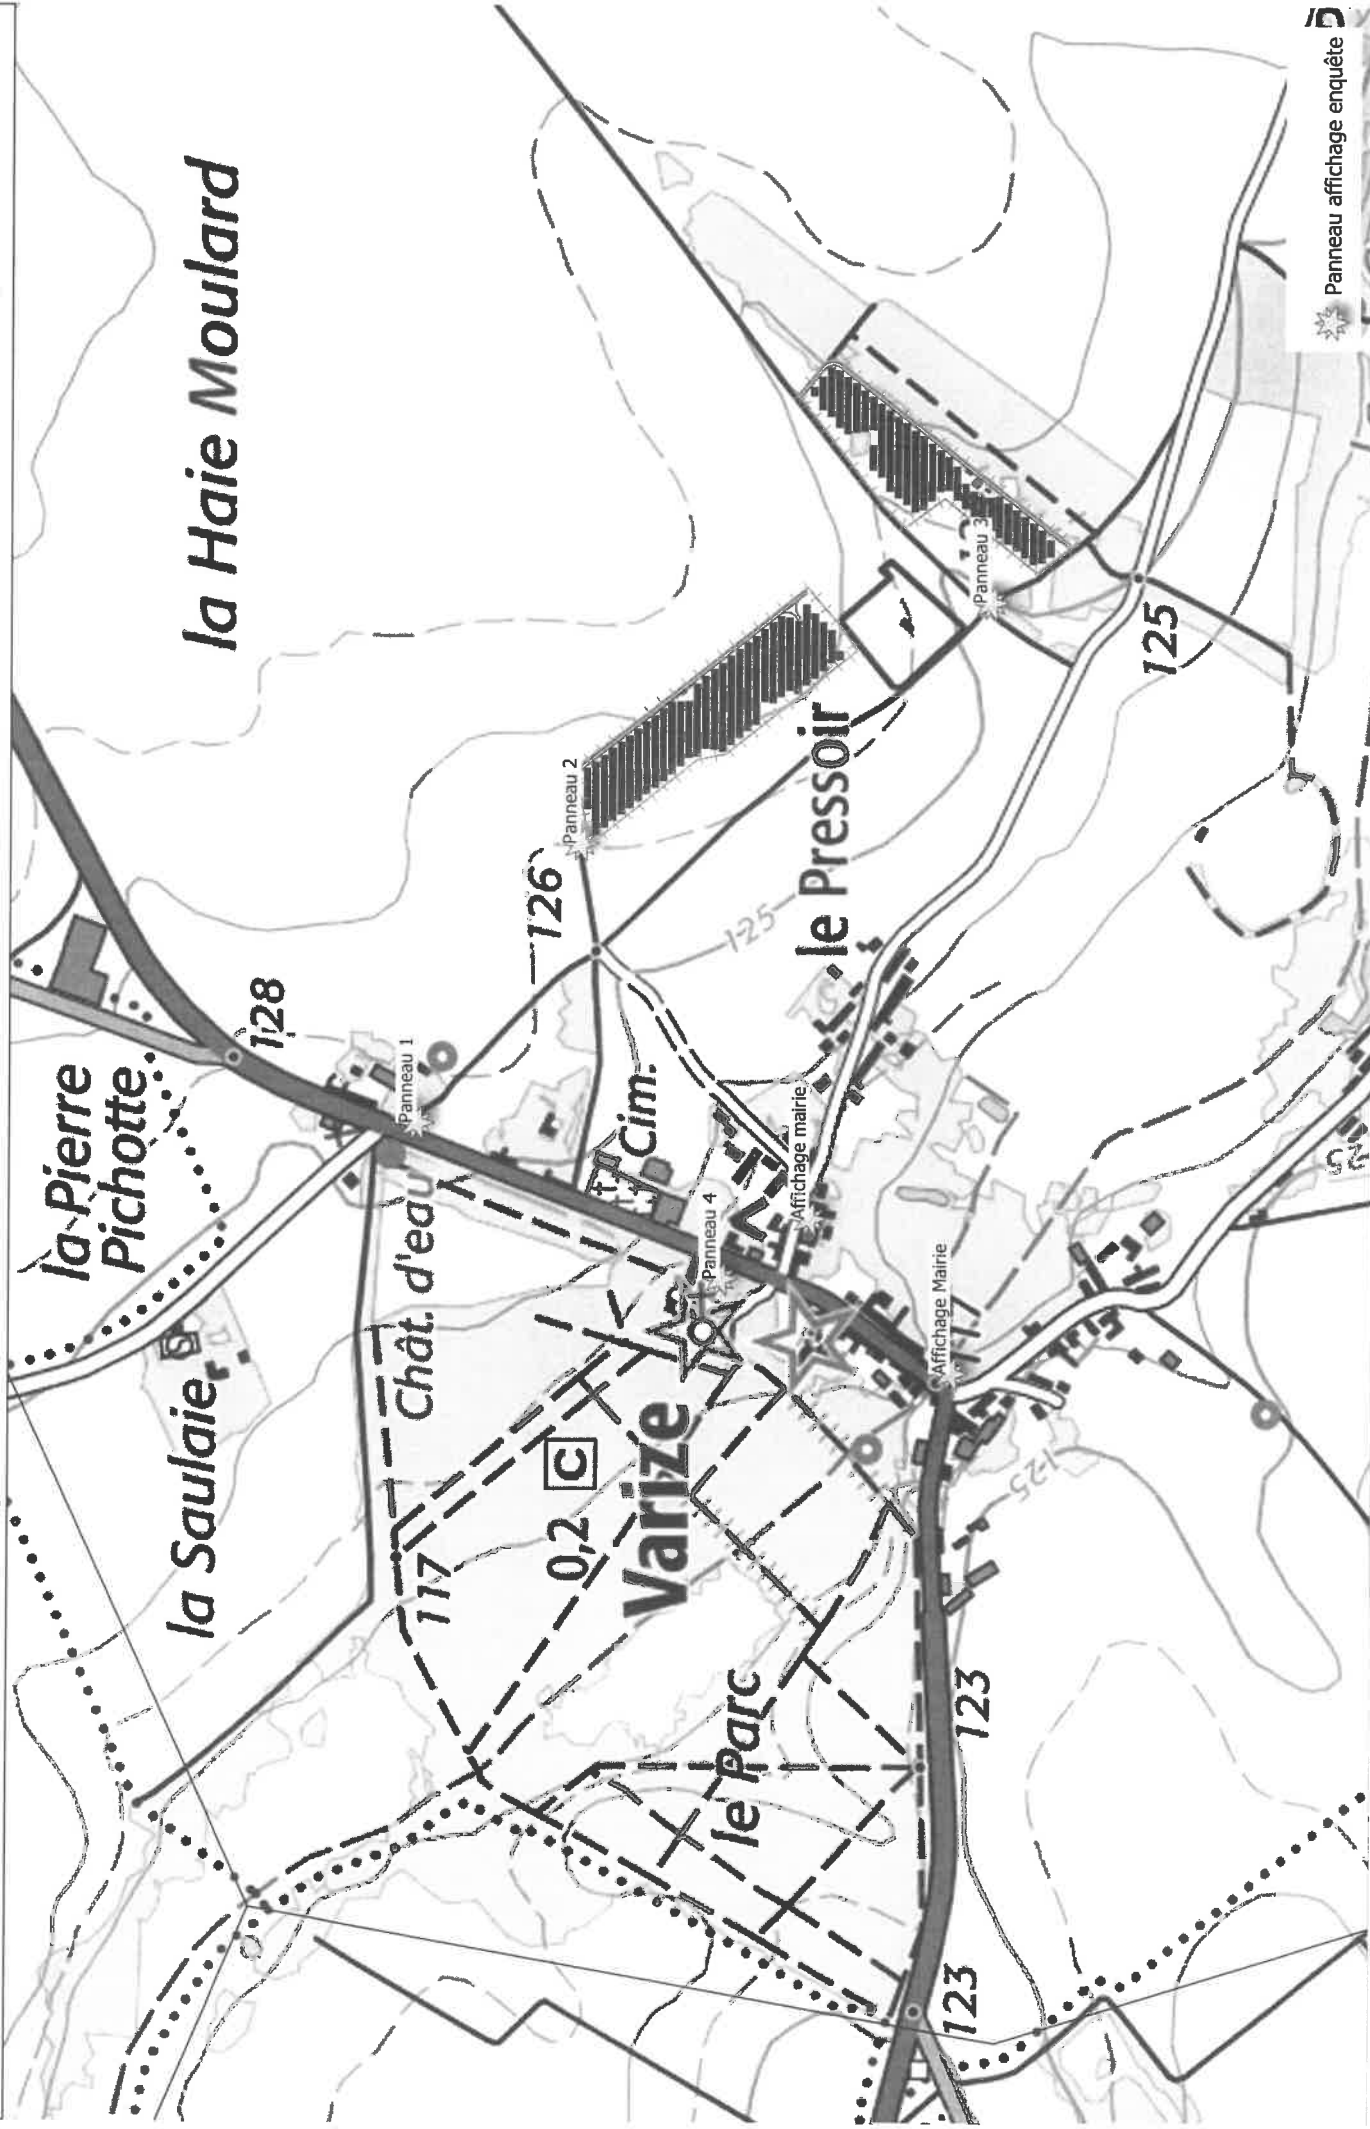 la Haie Moulard
la Pierre
Pichotte
la Saulaie
128
Panneau 1
Chât. d'eau
117
126
Panneau 2
Cim.
0,2
C
Varize
Panneau 4
Affichage mairie
le Pressoir
125
Panneau 3
125
le Parc
Affichage Mairie
125
123
123
25
Panneau affichage enquête